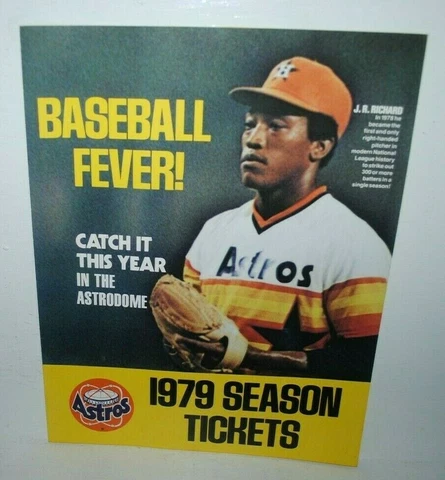 BASEBALL
FEVER!
J. R. RICHARD
In 1978 he
became the
first and only
right-handed
pitcher in
modern National
League history
to strike out
300 or more
batters in a
single season!
CATCH IT
THIS YEAR
IN THE
ASTRODOME
H
Astros
Astros
1979 SEASON
TICKETS